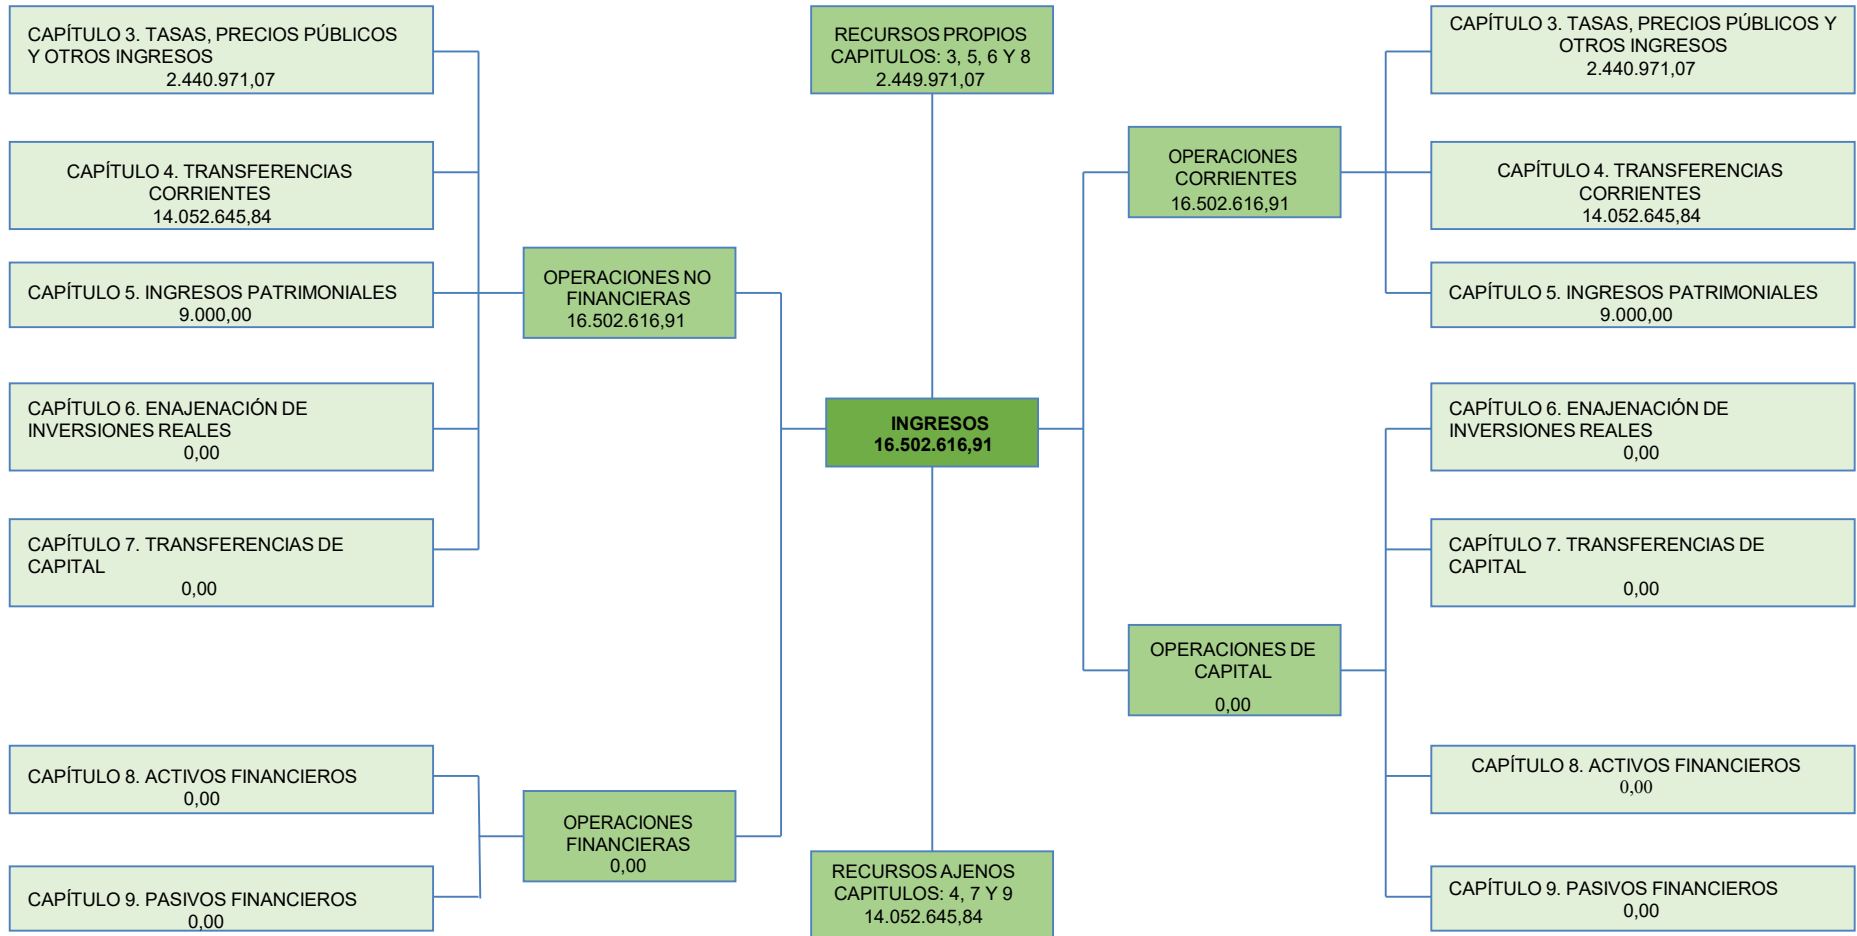 CAPÍTULO 3. TASAS, PRECIOS PÚBLICOS
Y OTROS INGRESOS
2.440.971,07
CAPÍTULO 4. TRANSFERENCIAS
CORRIENTES
14.052.645,84
CAPÍTULO 5. INGRESOS PATRIMONIALES
9.000,00
CAPÍTULO 6. ENAJENACIÓN DE
INVERSIONES REALES
0,00
CAPÍTULO 7. TRANSFERENCIAS DE
CAPITAL
0,00
CAPÍTULO 8. ACTIVOS FINANCIEROS
0,00
CAPÍTULO 9. PASIVOS FINANCIEROS
0,00
OPERACIONES NO
FINANCIERAS
16.502.616,91
OPERACIONES
FINANCIERAS
0,00
RECURSOS PROPIOS
CAPITULOS: 3, 5, 6 Y 8
2.449.971,07
INGRESOS
16.502.616,91
RECURSOS AJENOS
CAPITULOS: 4, 7 Y 9
14.052.645,84
OPERACIONES
CORRIENTES
16.502.616,91
OPERACIONES DE
CAPITAL
0,00
CAPÍTULO 3. TASAS, PRECIOS PÚBLICOS Y
OTROS INGRESOS
2.440.971,07
CAPÍTULO 4. TRANSFERENCIAS
CORRIENTES
14.052.645,84
CAPÍTULO 5. INGRESOS PATRIMONIALES
9.000,00
CAPÍTULO 6. ENAJENACIÓN DE
INVERSIONES REALES
0,00
CAPÍTULO 7. TRANSFERENCIAS DE
CAPITAL
0,00
CAPÍTULO 8. ACTIVOS FINANCIEROS
0,00
CAPÍTULO 9. PASIVOS FINANCIEROS
0,00